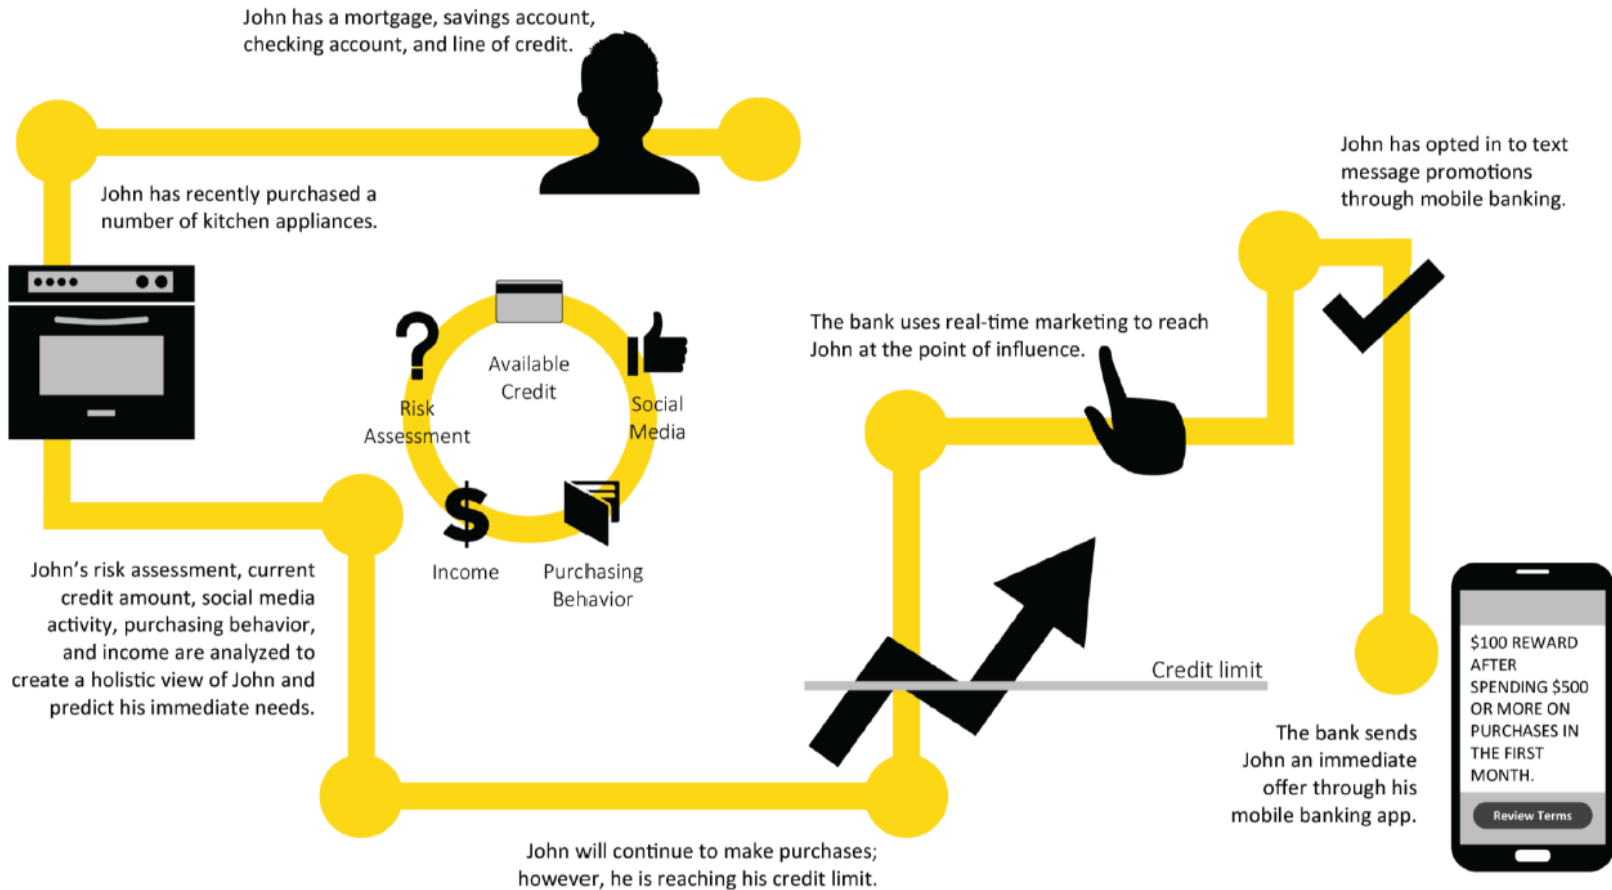 John has a mortgage, savings account,
checking account, and line of credit.
John has recently purchased a
number of kitchen appliances.
Available
Credit
Social
Media
Purchasing
Behavior
Income
Risk
Assessment
John’s risk assessment, current
credit amount, social media
activity, purchasing behavior,
and income are analyzed to
create a holistic view of John and
predict his immediate needs.
John will continue to make purchases;
however, he is reaching his credit limit.
Credit limit
The bank uses real-time marketing to reach
John at the point of influence.
John has opted in to text
message promotions
through mobile banking.
The bank sends
John an immediate
offer through his
mobile banking app.
$100 REWARD
AFTER
SPENDING $500
OR MORE ON
PURCHASES IN
THE FIRST
MONTH.
Review Terms